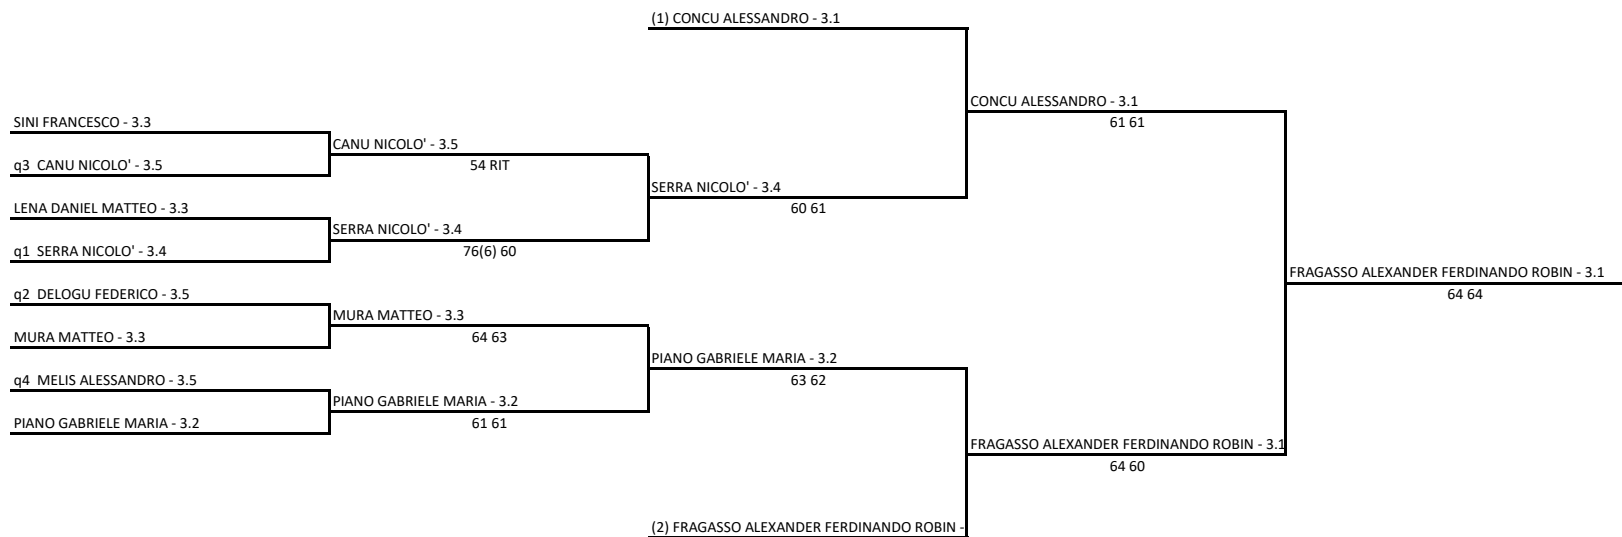 (1) CONCU ALESSANDRO - 3.1
CONCU ALESSANDRO - 3.1
61 61
SINI FRANCESCO - 3.3
CANU NICOLO' - 3.5
54 RIT
q3 CANU NICOLO' - 3.5
SERRA NICOLO' - 3.4
60 61
LENA DANIEL MATTEO - 3.3
SERRA NICOLO' - 3.4
76(6) 60
q1 SERRA NICOLO' - 3.4
FRAGASSO ALEXANDER FERDINANDO ROBIN - 3.1
64 64
q2 DELOGU FEDERICO - 3.5
MURA MATTEO - 3.3
64 63
MURA MATTEO - 3.3
PIANO GABRIELE MARIA - 3.2
63 62
q4 MELIS ALESSANDRO - 3.5
PIANO GABRIELE MARIA - 3.2
61 61
PIANO GABRIELE MARIA - 3.2
FRAGASSO ALEXANDER FERDINANDO ROBIN - 3.1
64 60
(2) FRAGASSO ALEXANDER FERDINANDO ROBIN -